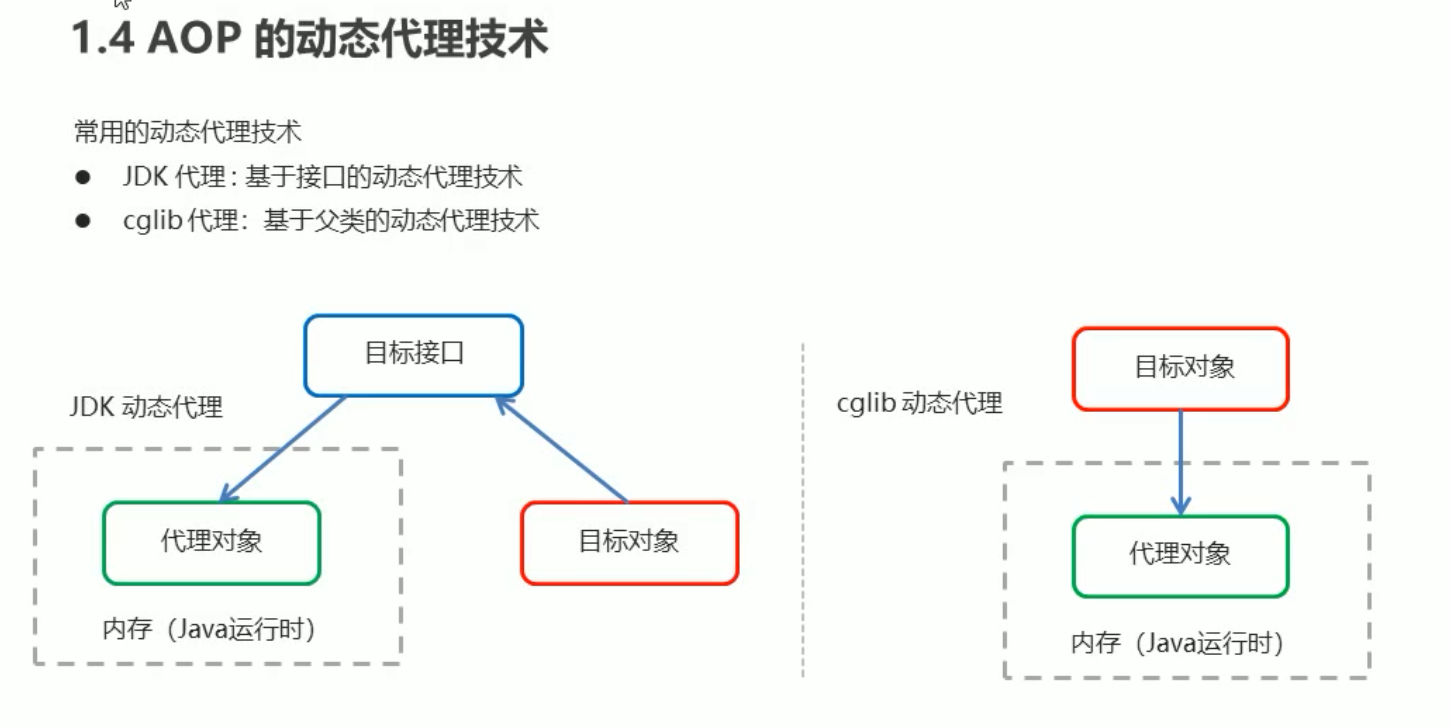 1.4 AOP 的动态代理技术
常用的动态代理技术
● JDK 代理 : 基于接口的动态代理技术
● cglib 代理：基于父类的动态代理技术
目标接口
JDK 动态代理
代理对象
目标对象
内存（Java运行时）
目标对象
cglib 动态代理
代理对象
内存（Java运行时）